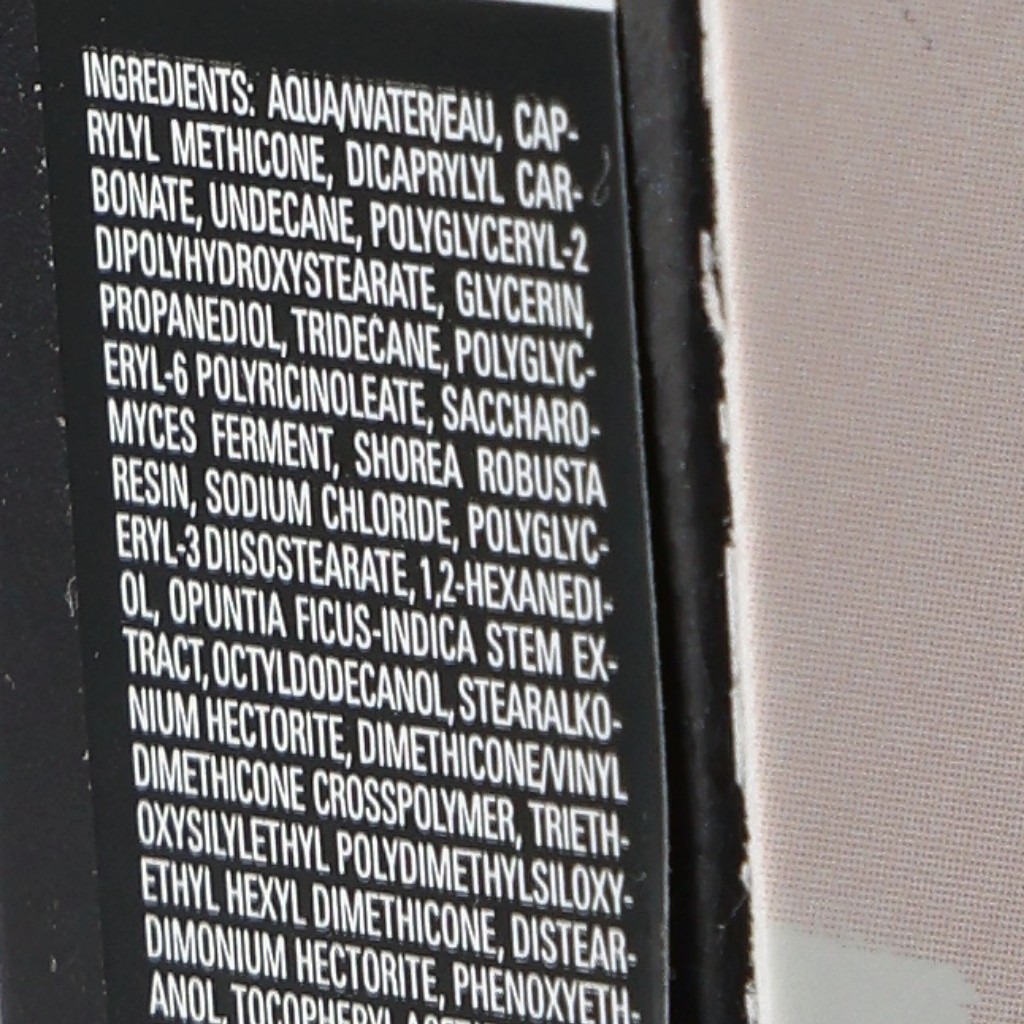 INGREDIENTS: AQUA/WATER/EAU, CAP-
RYLYL METHICONE, DICAPRYLYL CAR-
BONATE, UNDECANE, POLYGLYCERYL-2
DIPOLYHYDROXYSTEARATE, GLYCERIN,
PROPANEDIOL, TRIDECANE, POLYGLYC-
ERYL-6 POLYRICINOLEATE, SACCHARO-
MYCES FERMENT, SHOREA ROBUSTA
RESIN, SODIUM CHLORIDE, POLYGLYC-
ERYL-3 DIISOSTEARATE, 1,2-HEXANEDI-
OL, OPUNTIA FICUS-INDICA STEM EX-
TRACT, OCTYLDODECANOL, STEARALKO-
NIUM HECTORITE, DIMETHICONE/VINYL
DIMETHICONE CROSSPOLYMER, TRIETH-
OXYSILYLETHYL POLYDIMETHYLSILOXY-
ETHYL HEXYL DIMETHICONE, DISTEAR-
DIMONIUM HECTORITE, PHENOXYETH-
ANOL, TOCOPHERYL